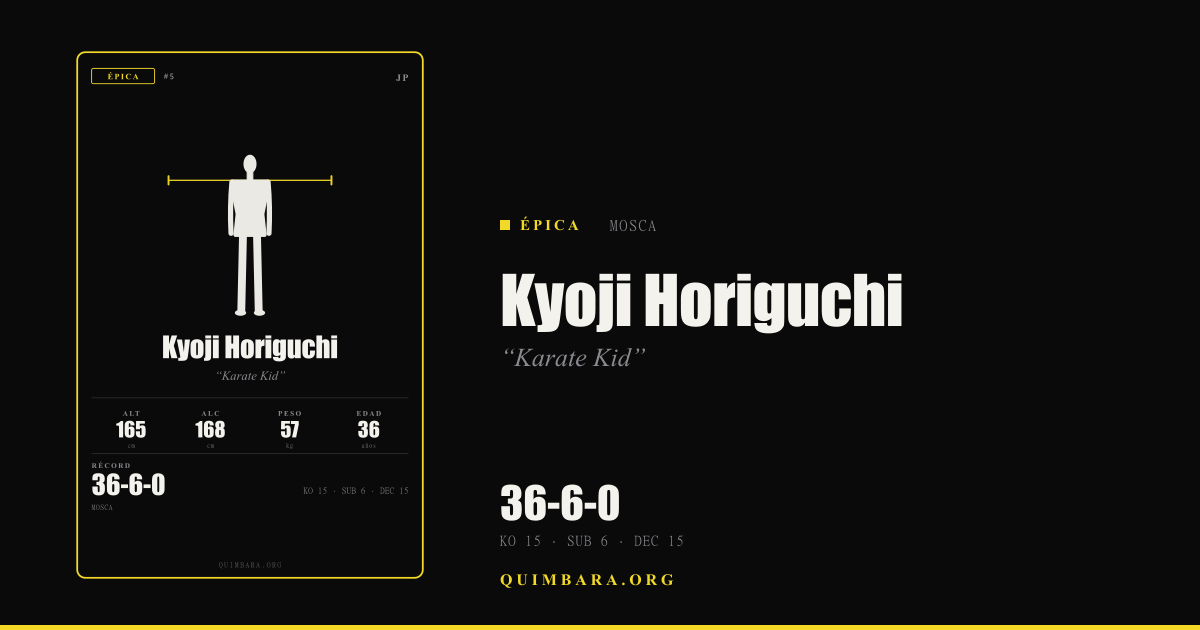 ÉPICA #5 JP
Kyoji Horiguchi
“Karate Kid”
ALT ALC PESO EDAD
165 168 57 36
cm cm kg años
RÉCORD
36-6-0 KO 15 · SUB 6 · DEC 15
MOSCA
QUIMBARA.ORG
ÉPICA MOSCA
Kyoji Horiguchi
“Karate Kid”
36-6-0
KO 15 · SUB 6 · DEC 15
QUIMBARA.ORG